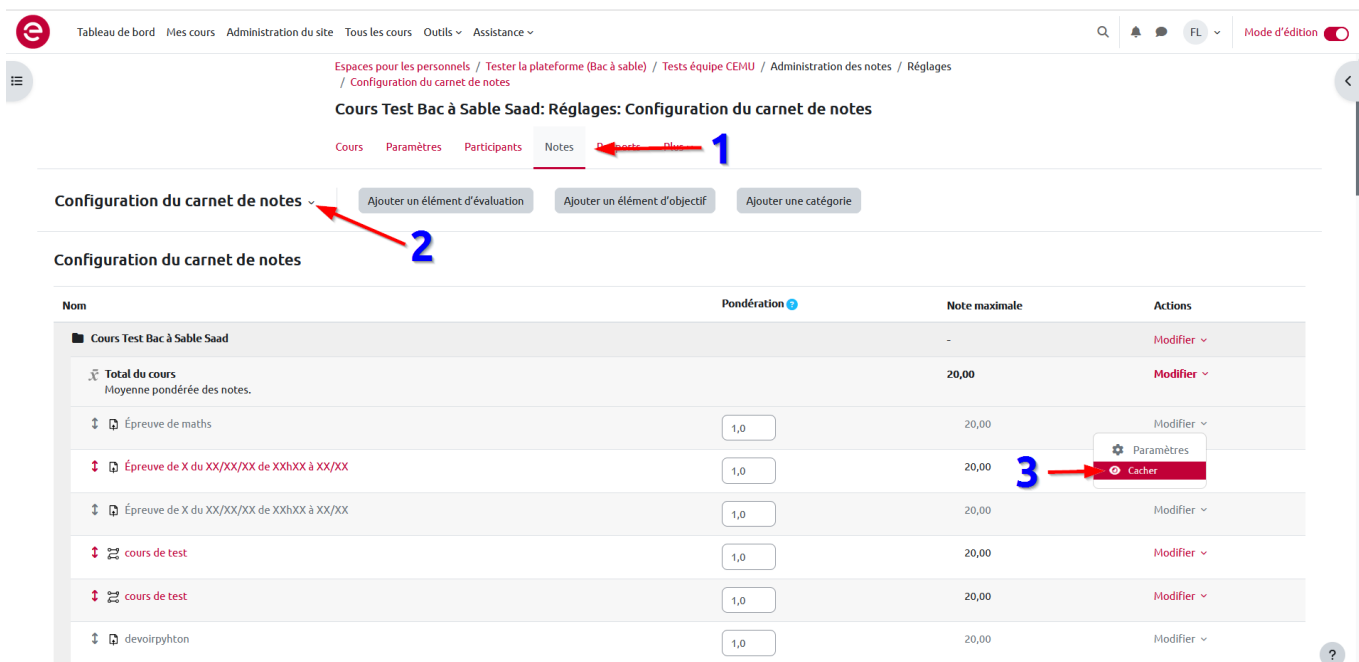 e Tableau de bord Mes cours Administration du site Tous les cours Outils Assistance FL Mode d'édition
Espaces pour les personnels / Tester la plateforme (Bac à sable) / Tests équipe CEMU / Administration des notes / Réglages
/ Configuration du carnet de notes
Cours Test Bac à Sable Saad: Réglages: Configuration du carnet de notes
Cours Paramètres Participants Notes Rapports Plus 1
Configuration du carnet de notes Ajouter un élément d'évaluation Ajouter un élément d'objectif Ajouter une catégorie
2
Configuration du carnet de notes
Nom Pondération ? Note maximale Actions
Cours Test Bac à Sable Saad - Modifier
Total du cours 20,00 Modifier
Moyenne pondérée des notes.
Épreuve de maths 1,0 20,00 Modifier
Paramètres
Épreuve de X du XX/XX/XX de XXhXX à XX/XX 1,0 20,00 3 Cacher
Épreuve de X du XX/XX/XX de XXhXX à XX/XX 1,0 20,00 Modifier
cours de test 1,0 20,00 Modifier
cours de test 1,0 20,00 Modifier
devoirpyhton 1,0 20,00 Modifier
?